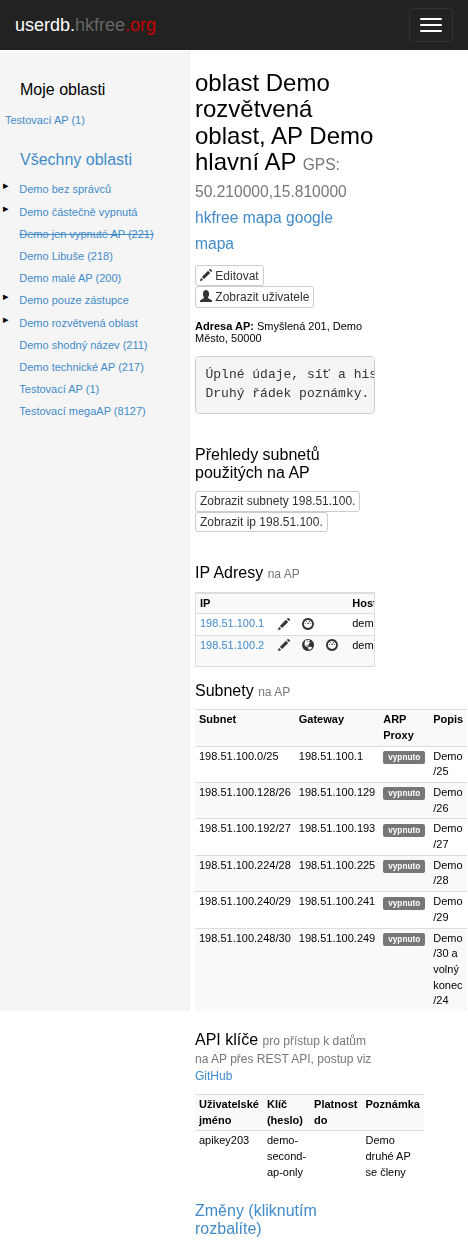 userdb.hkfree.org
Moje oblasti
Testovací AP (1)
Všechny oblasti
Demo bez správců
Demo částečně vypnutá
Demo jen vypnuté AP (221)
Demo Libuše (218)
Demo malé AP (200)
Demo pouze zástupce
Demo rozvětvená oblast
Demo shodný název (211)
Demo technické AP (217)
Testovací AP (1)
Testovací megaAP (8127)
oblast Demo
rozvětvená
oblast, AP Demo
hlavní AP GPS:
50.210000,15.810000
hkfree mapa google
mapa
Editovat
Zobrazit uživatele
Adresa AP: Smyšlená 201, Demo
Město, 50000
Úplné údaje, síť a his
Druhý řádek poznámky.
Přehledy subnetů
použitých na AP
Zobrazit subnety 198.51.100.
Zobrazit ip 198.51.100.
IP Adresy na AP
IP Host
198.51.100.1 dem
198.51.100.2 dem
Subnety na AP
Subnet Gateway ARP Popis
Proxy
198.51.100.0/25 198.51.100.1 vypnuto Demo
/25
198.51.100.128/26 198.51.100.129 vypnuto Demo
/26
198.51.100.192/27 198.51.100.193 vypnuto Demo
/27
198.51.100.224/28 198.51.100.225 vypnuto Demo
/28
198.51.100.240/29 198.51.100.241 vypnuto Demo
/29
198.51.100.248/30 198.51.100.249 vypnuto Demo
/30 a
volný
konec
/24
API klíče pro přístup k datům
na AP přes REST API, postup viz
GitHub
Uživatelské Klíč Platnost Poznámka
jméno (heslo) do
apikey203 demo- Demo
second- druhé AP
ap-only se členy
Změny (kliknutím
rozbalíte)